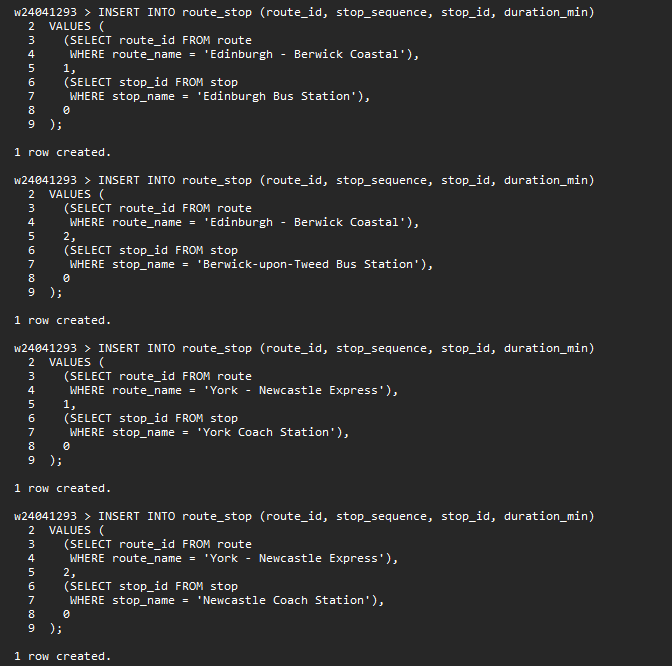 w24041293 > INSERT INTO route_stop (route_id, stop_sequence, stop_id, duration_min)
  2  VALUES (
  3    (SELECT route_id FROM route
  4     WHERE route_name = 'Edinburgh - Berwick Coastal'),
  5    1,
  6    (SELECT stop_id FROM stop
  7     WHERE stop_name = 'Edinburgh Bus Station'),
  8    0
  9  );

1 row created.

w24041293 > INSERT INTO route_stop (route_id, stop_sequence, stop_id, duration_min)
  2  VALUES (
  3    (SELECT route_id FROM route
  4     WHERE route_name = 'Edinburgh - Berwick Coastal'),
  5    2,
  6    (SELECT stop_id FROM stop
  7     WHERE stop_name = 'Berwick-upon-Tweed Bus Station'),
  8    0
  9  );

1 row created.

w24041293 > INSERT INTO route_stop (route_id, stop_sequence, stop_id, duration_min)
  2  VALUES (
  3    (SELECT route_id FROM route
  4     WHERE route_name = 'York - Newcastle Express'),
  5    1,
  6    (SELECT stop_id FROM stop
  7     WHERE stop_name = 'York Coach Station'),
  8    0
  9  );

1 row created.

w24041293 > INSERT INTO route_stop (route_id, stop_sequence, stop_id, duration_min)
  2  VALUES (
  3    (SELECT route_id FROM route
  4     WHERE route_name = 'York - Newcastle Express'),
  5    2,
  6    (SELECT stop_id FROM stop
  7     WHERE stop_name = 'Newcastle Coach Station'),
  8    0
  9  );

1 row created.